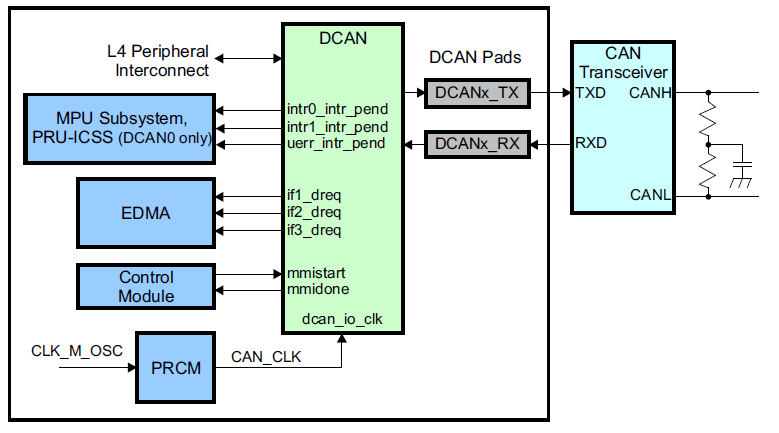 DCAN
L4 Peripheral
Interconnect
DCAN Pads
CAN
Transceiver
MPU Subsystem,
PRU-ICSS (DCAN0 only)
intr0_intr_pend
intr1_intr_pend
uerr_intr_pend
DCANx_TX
DCANx_RX
TXD
CANH
RXD
CANL
EDMA
if1_dreq
if2_dreq
if3_dreq
Control
Module
mmistart
mmidone
dcan_io_clk
CLK_M_OSC
PRCM
CAN_CLK